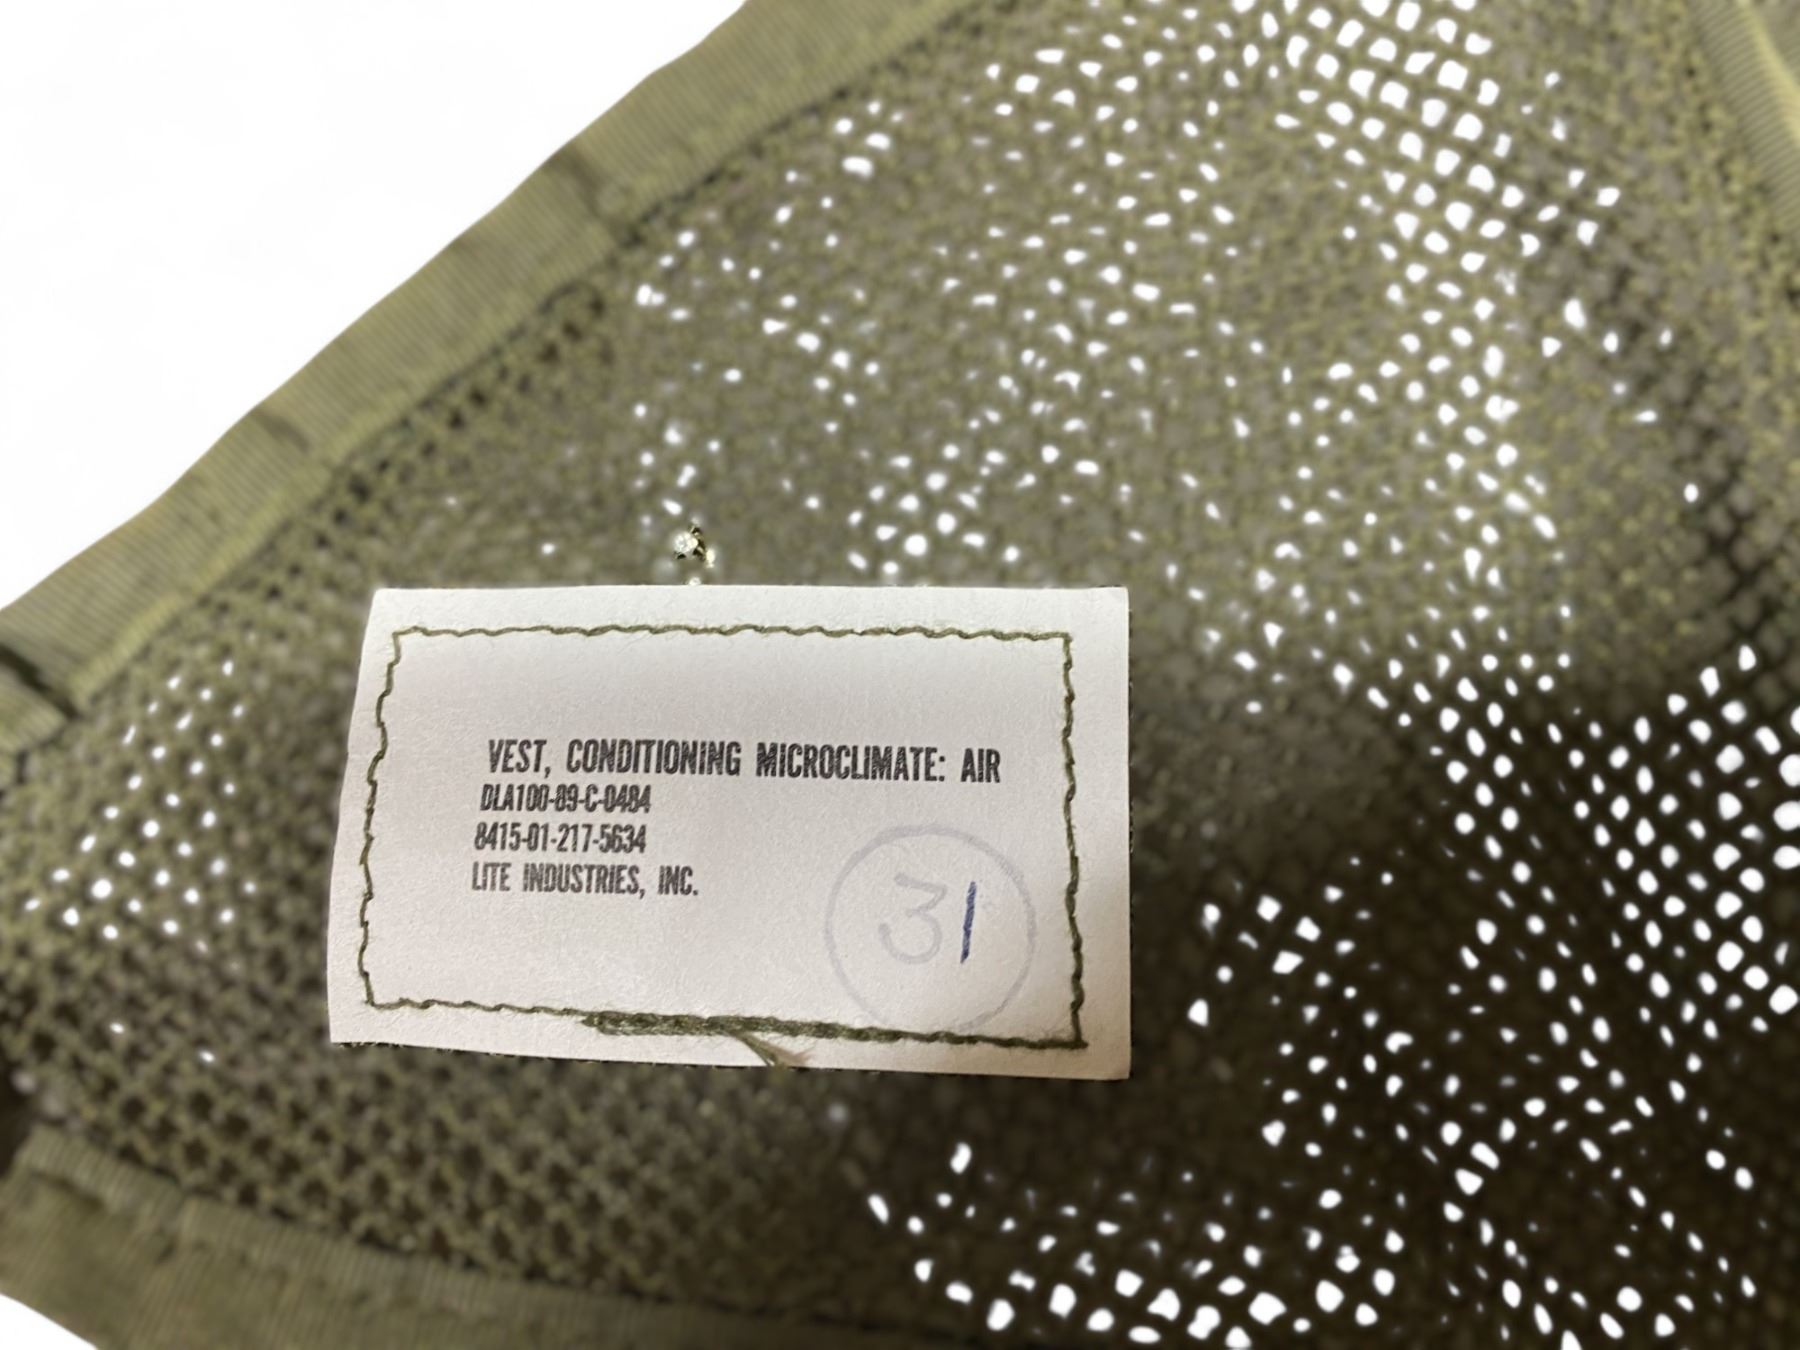 VEST, CONDITIONING MICROCLIMATE: AIR
DLA100-89-C-0484
8415-01-217-5634
LITE INDUSTRIES, INC.
31